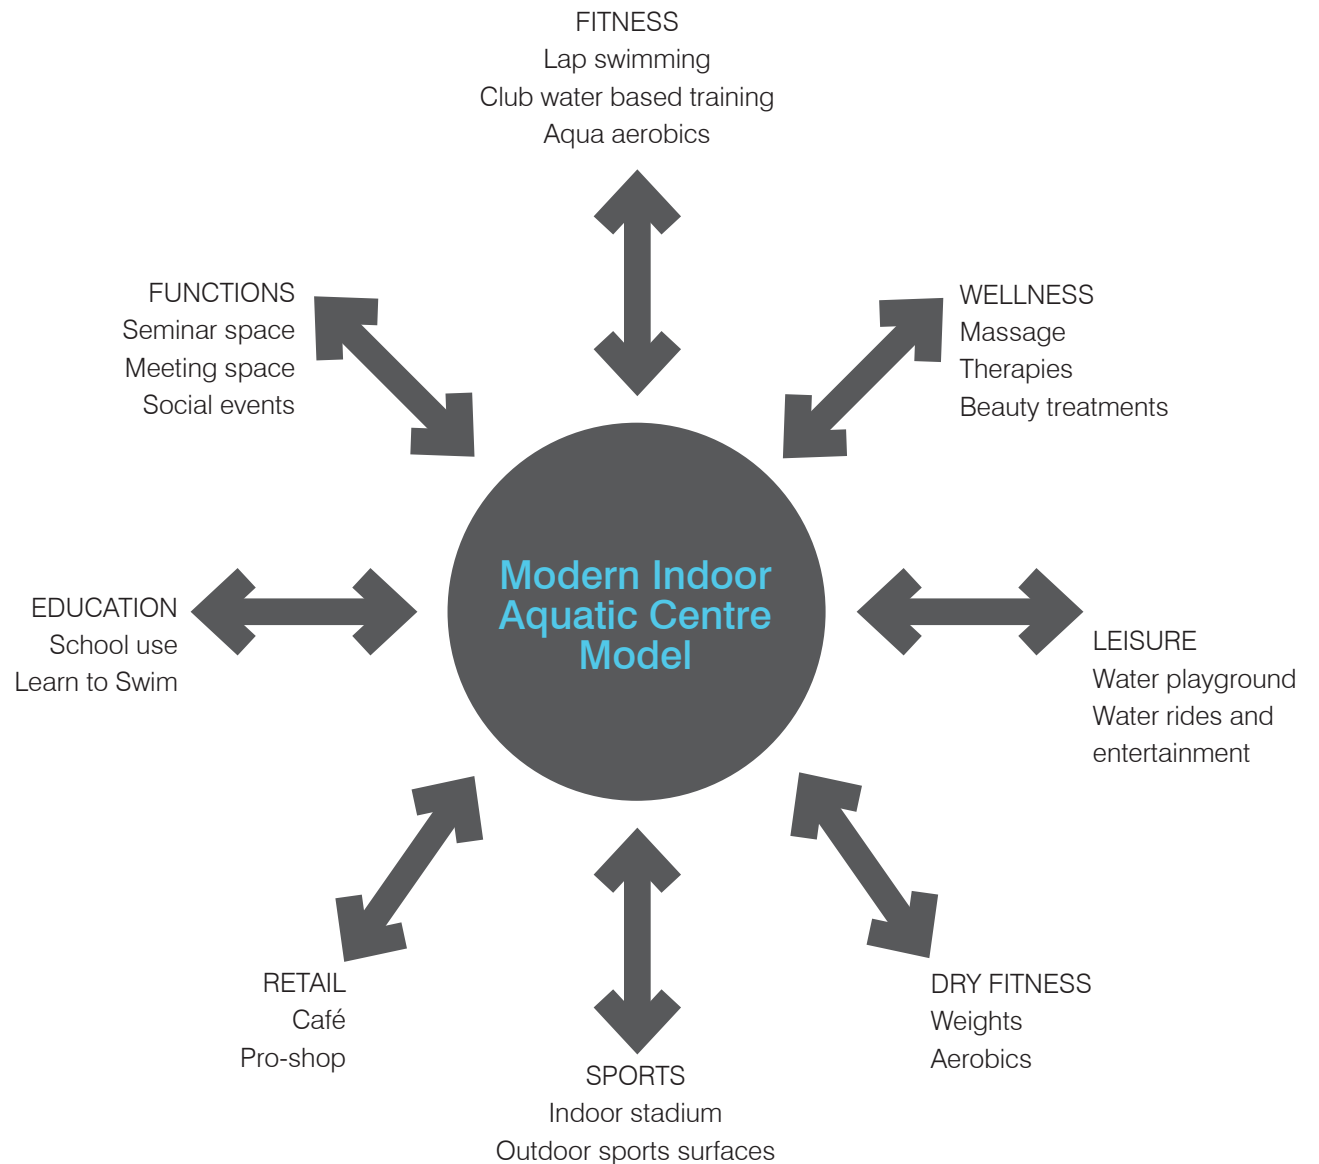 FITNESS
Lap swimming
Club water based training
Aqua aerobics
FUNCTIONS
Seminar space
Meeting space
Social events
WELLNESS
Massage
Therapies
Beauty treatments
Modern Indoor
Aquatic Centre
Model
EDUCATION
School use
Learn to Swim
LEISURE
Water playground
Water rides and
entertainment
RETAIL
Café
Pro-shop
SPORTS
Indoor stadium
Outdoor sports surfaces
DRY FITNESS
Weights
Aerobics